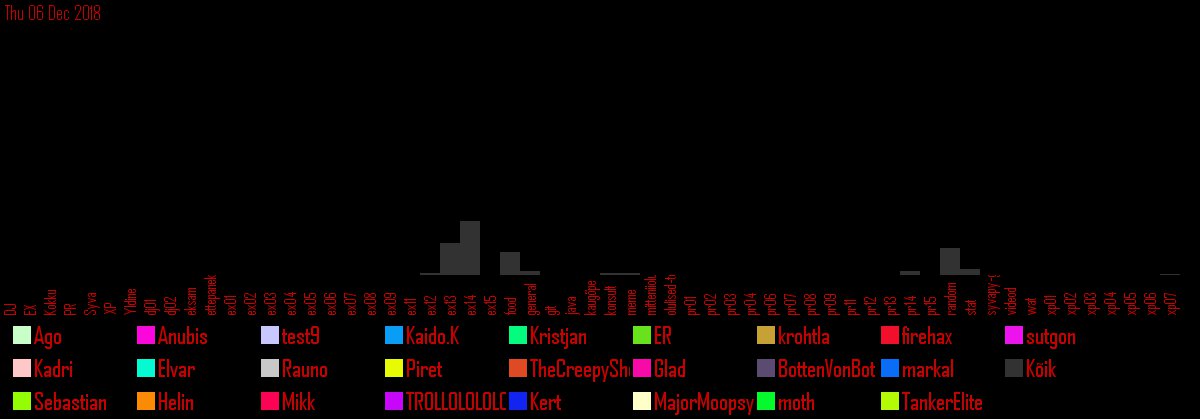 Thu 06 Dec 2018
DJ EX Kokku PR Syva XP Yldine dj01 dj02 eksam ettepanek ex01 ex02 ex03 ex04 ex05 ex06 ex07 ex08 ex09 ex11 ex12 ex13 ex14 ex15 food general git java kaugõpe konsult meme mitteniioluli olulised-h pr01 pr02 pr03 pr04 pr06 pr07 pr08 pr09 pr11 pr12 pr13 pr14 pr15 random stat videod wat xp01 xp02 xp03 xp04 xp05 xp06 xp07
Ago Anubis test9 Kaido.K Kristjan ER krohtla firehax sutgon
Kadri Elvar Rauno Piret TheCreepySh Glad BottenVonBot markal Kõik
Sebastian Helin Mikk TROLLOLOLOLO Kert MajorMoopsy moth TankerElite